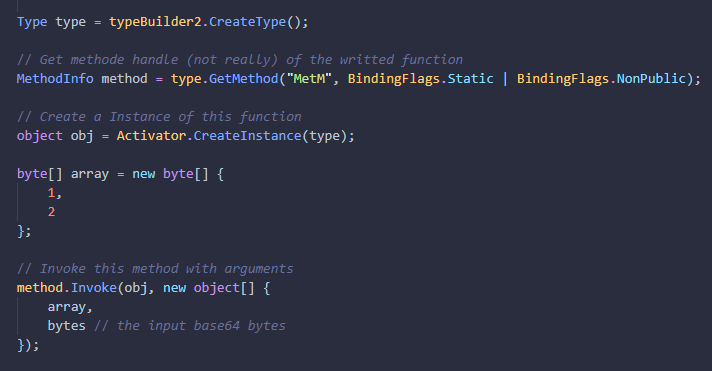 Type type = typeBuilder2.CreateType();
// Get methode handle (not really) of the writted function
MethodInfo method = type.GetMethod("MetM", BindingFlags.Static | BindingFlags.NonPublic);
// Create a Instance of this function
object obj = Activator.CreateInstance(type);
byte[] array = new byte[] {
    1,
    2
};
// Invoke this method with arguments
method.Invoke(obj, new object[] {
    array,
    bytes // the input base64 bytes
});